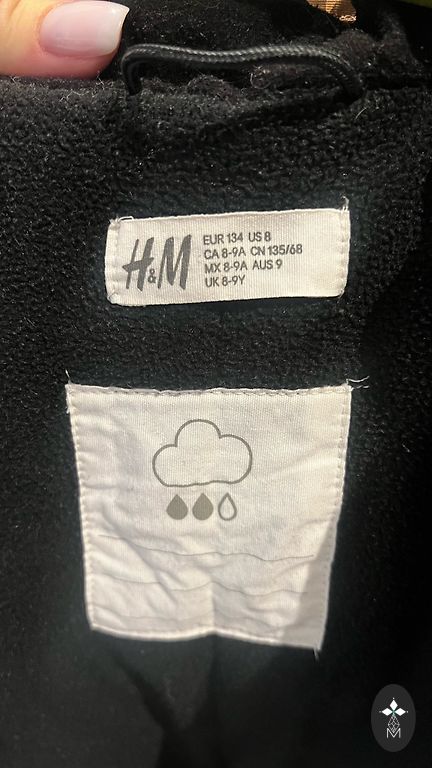 H&M
EUR 134 US 8
CA 8-9A CN 135/68
MX 8-9A AUS 9
UK 8-9Y
M